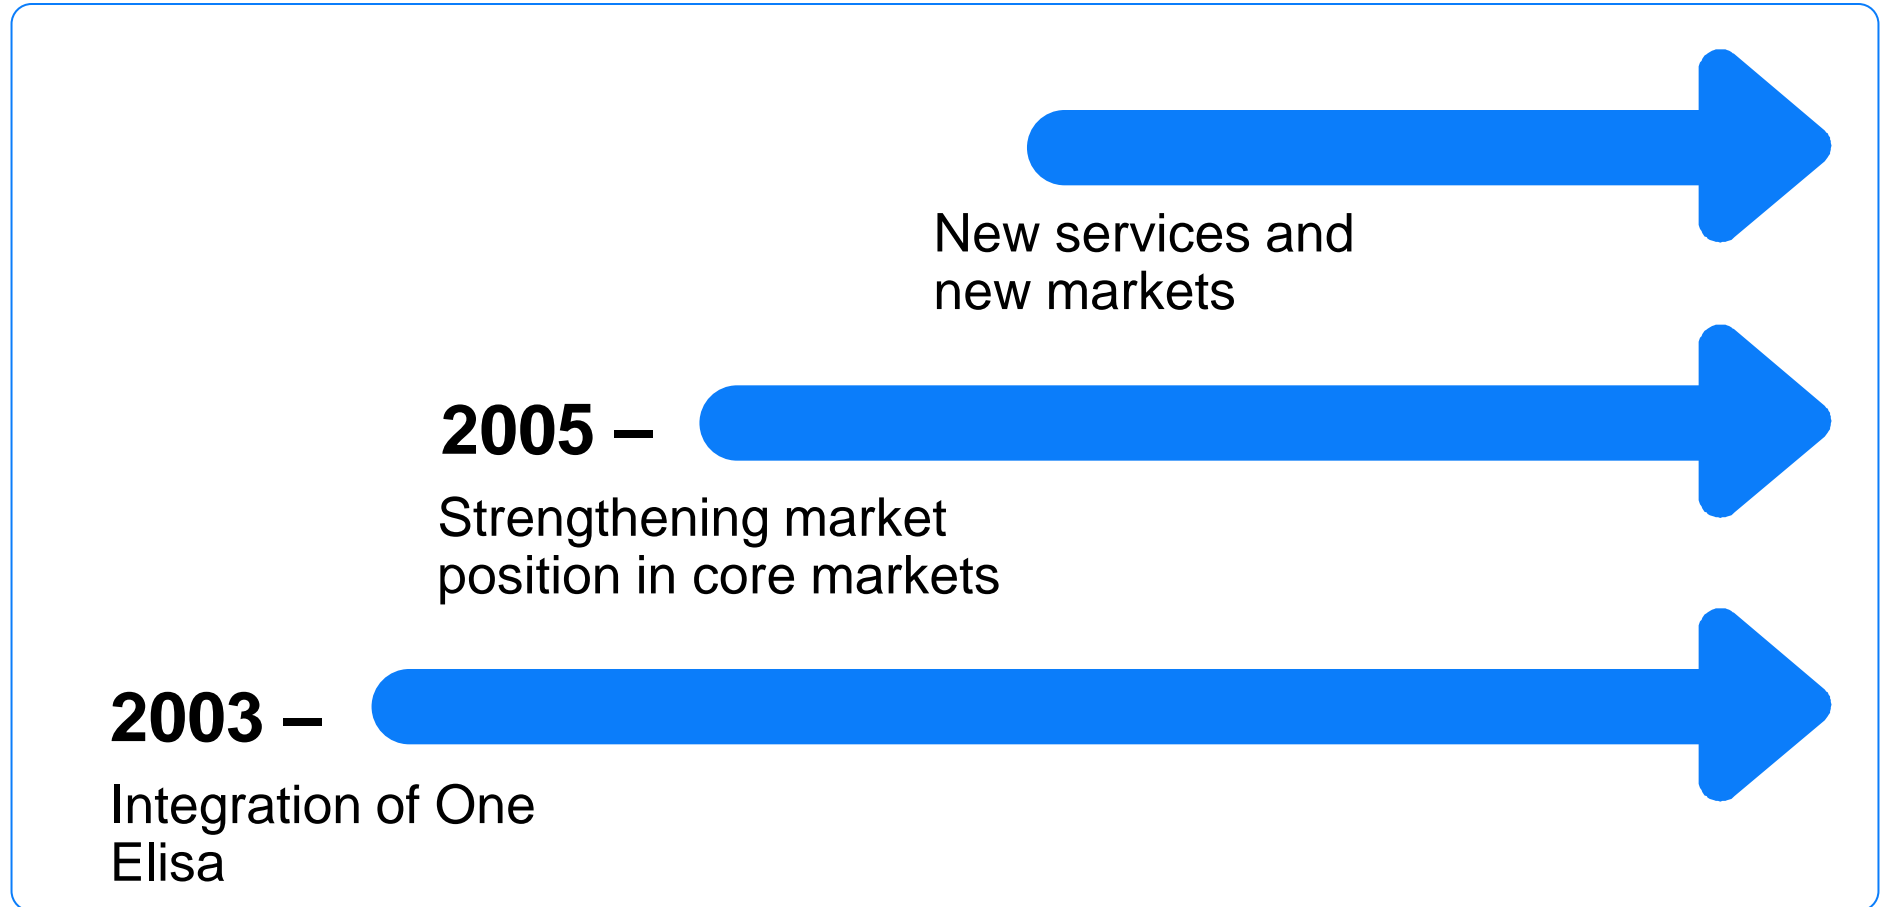 New services and
new markets
2005 –
Strengthening market
position in core markets
2003 –
Integration of One
Elisa